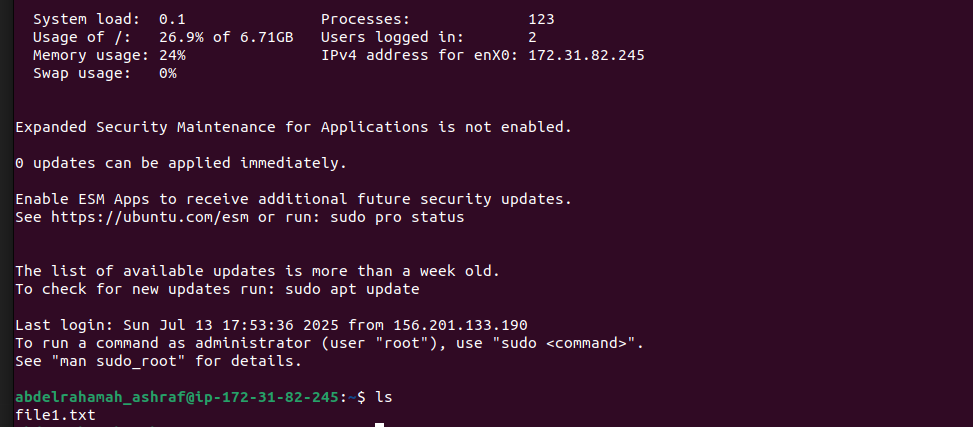 System load:  0.1               Processes:             123
Usage of /:   26.9% of 6.71GB   Users logged in:       2
Memory usage: 24%               IPv4 address for enX0: 172.31.82.245
Swap usage:   0%
Expanded Security Maintenance for Applications is not enabled.
0 updates can be applied immediately.
Enable ESM Apps to receive additional future security updates.
See https://ubuntu.com/esm or run: sudo pro status
The list of available updates is more than a week old.
To check for new updates run: sudo apt update
Last login: Sun Jul 13 17:53:36 2025 from 156.201.133.190
To run a command as administrator (user "root"), use "sudo <command>".
See "man sudo_root" for details.
abdelrahamah_ashraf@ip-172-31-82-245:~$ ls
file1.txt